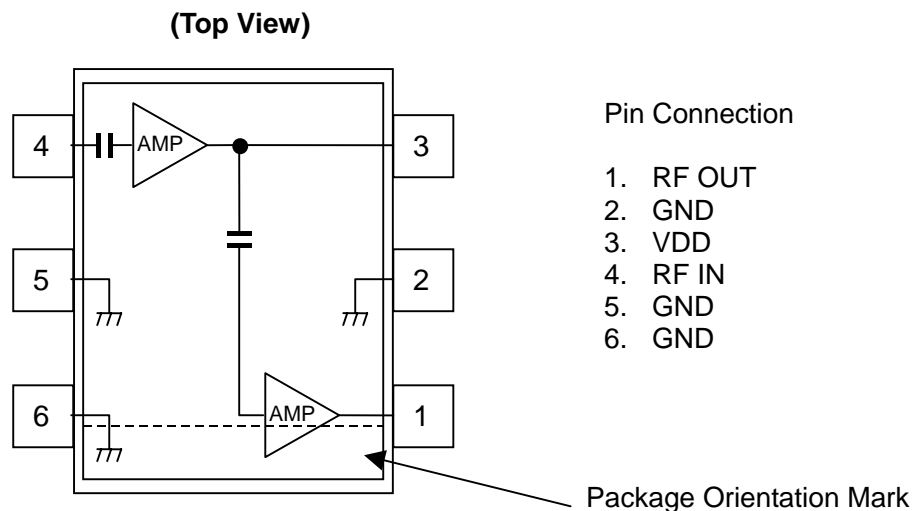 (Top View)
4
AMP
3
5
2
6
AMP
1
Pin Connection
1. RF OUT
2. GND
3. VDD
4. RF IN
5. GND
6. GND
Package Orientation Mark